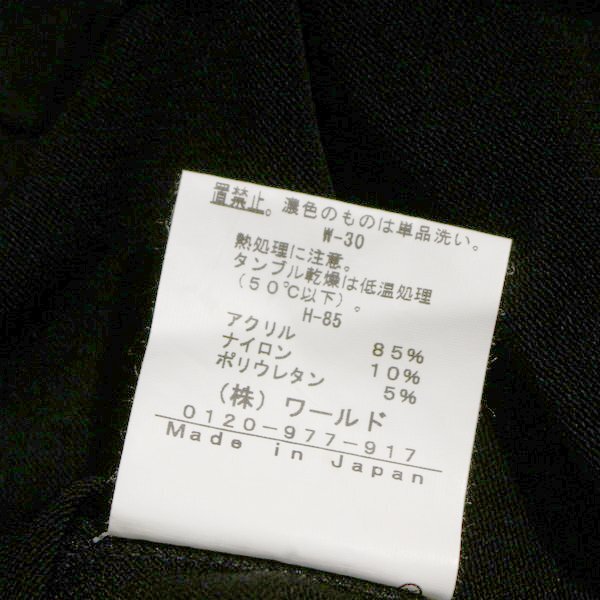 置禁止。濃色のものは単品洗い。
W-30
熱処理に注意。
タンブル乾燥は低温処理
(50℃以下)。
H-85
アクリル 85%
ナイロン 10%
ポリウレタン 5%
(株)ワールド
0120-977-917
Made in Japan